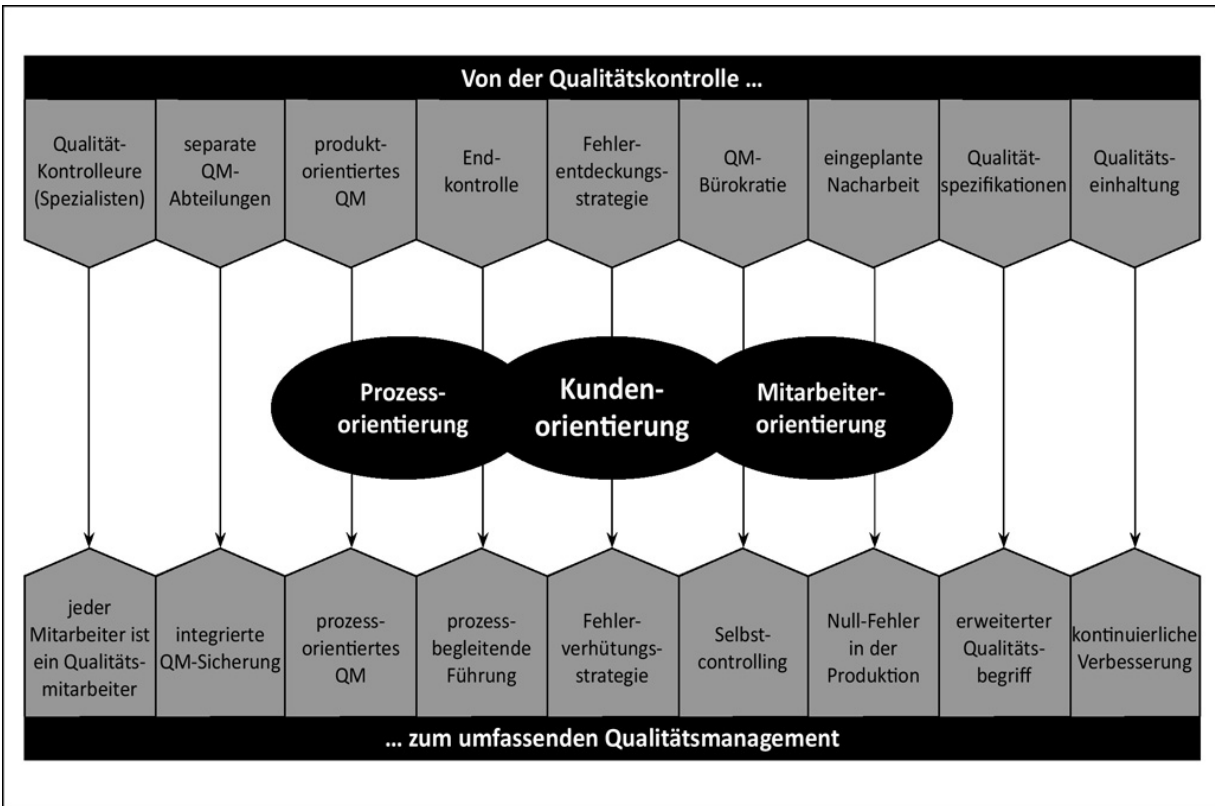 Von der Qualitätskontrolle ...
Qualität-
Kontrolleure
(Spezialisten)
separate
QM-
Abteilungen
produkt-
orientiertes
QM
End-
kontrolle
Fehler-
entdeckungs-
strategie
QM-
Bürokratie
eingeplante
Nacharbeit
Qualität-
spezifikationen
Qualitäts-
einhaltung
Prozess-
orientierung
Kunden-
orientierung
Mitarbeiter-
orientierung
jeder
Mitarbeiter ist
ein Qualitäts-
mitarbeiter
integrierte
QM-Sicherung
prozess-
orientiertes
QM
prozess-
begleitende
Führung
Fehler-
verhütungs-
strategie
Selbst-
controlling
Null-Fehler
in der
Produktion
erweiterter
Qualitäts-
begriff
kontinuierliche
Verbesserung
... zum umfassenden Qualitätsmanagement